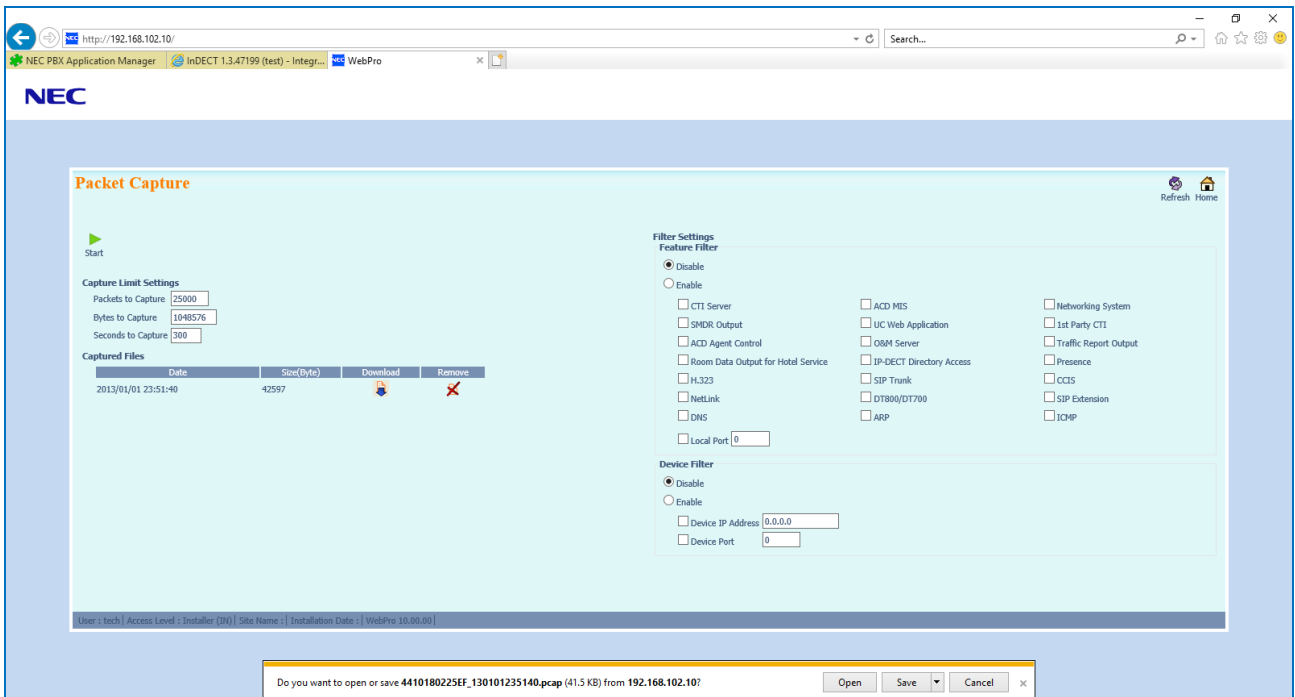 http://192.168.102.10/
Search...
NEC PBX Application Manager
InDECT 1.3.47199 (test) - Integr...
WebPro
NEC
Packet Capture
Refresh Home
Start
Capture Limit Settings
Packets to Capture 25000
Bytes to Capture 1048576
Seconds to Capture 300
Captured Files
Date Size(Byte) Download Remove
2013/01/01 23:51:40 42597
Filter Settings
Feature Filter
Disable
Enable
CTI Server ACD MIS Networking System
SMDR Output UC Web Application 1st Party CTI
ACD Agent Control O&M Server Traffic Report Output
Room Data Output for Hotel Service IP-DECT Directory Access Presence
H.323 SIP Trunk CCIS
NetLink DT800/DT700 SIP Extension
DNS ARP ICMP
Local Port 0
Device Filter
Disable
Enable
Device IP Address 0.0.0.0
Device Port 0
User : tech | Access Level : Installer (IN) | Site Name : | Installation Date : | WebPro 10.00.00 |
Do you want to open or save 4410180225EF_130101235140.pcap (41.5 KB) from 192.168.102.10?
Open Save Cancel